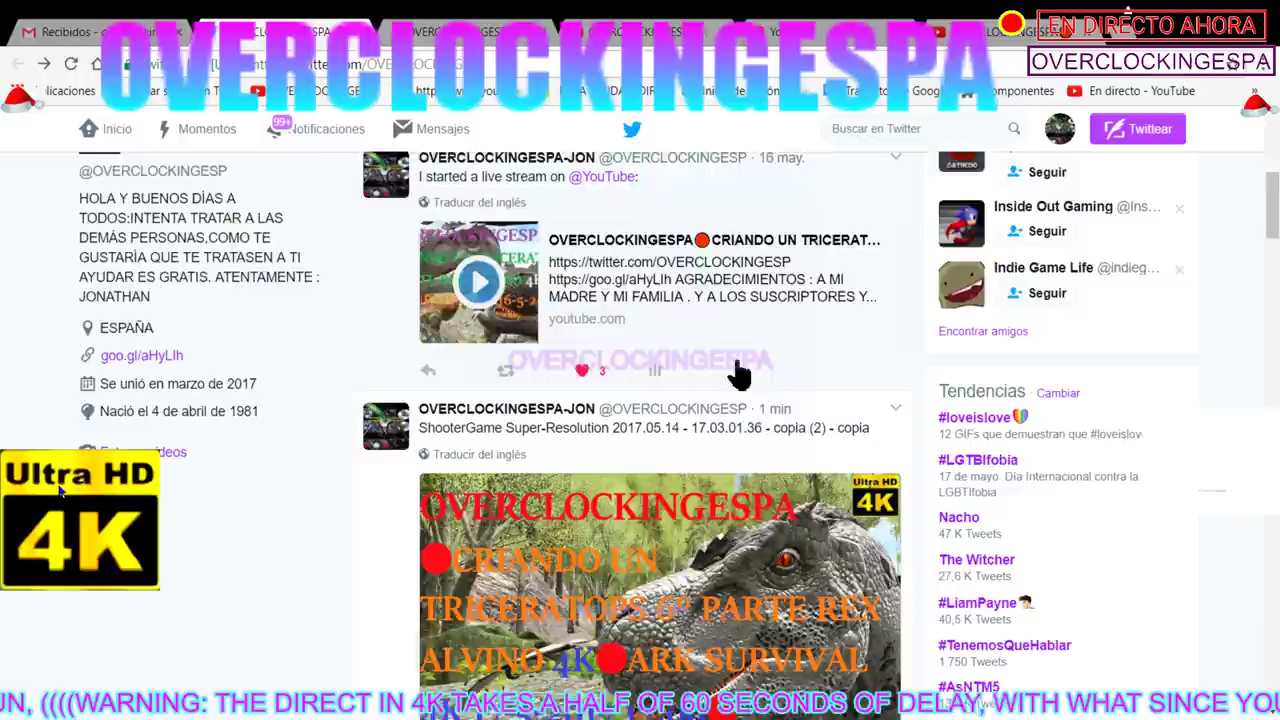 OVERCLOCKINGESPA
EN DIRECTO AHORA
OVERCLOCKINGESPA
Recibidos
En directo - YouTube
Inicio
Momentos
99+
Notificaciones
Mensajes
Buscar en Twitter
Twittear
@OVERCLOCKINGESP
HOLA Y BUENOS DÍAS A
TODOS:INTENTA TRATAR A LAS
DEMÁS PERSONAS,COMO TE
GUSTARÍA QUE TE TRATASEN A TI
AYUDAR ES GRATIS. ATENTAMENTE :
JONATHAN
ESPAÑA
goo.gl/aHyLlh
Se unió en marzo de 2017
Nació el 4 de abril de 1981
Ultra HD
4K
OVERCLOCKINGESPA-JON @OVERCLOCKINGESP · 16 may.
I started a live stream on @YouTube:
Traducir del inglés
OVERCLOCKINGESPA🔴CRIANDO UN TRICERAT...
https://twitter.com/OVERCLOCKINGESP
https://goo.gl/aHyLlh AGRADECIMIENTOS : A MI
MADRE Y MI FAMILIA . Y A LOS SUSCRIPTORES Y...
youtube.com
OVERCLOCKINGESPA
3
OVERCLOCKINGESPA-JON @OVERCLOCKINGESP · 1 min
ShooterGame Super-Resolution 2017.05.14 - 17.03.01.36 - copia (2) - copia
Traducir del inglés
Ultra HD
4K
OVERCLOCKINGESPA
🔴CRIANDO UN
TRICERATOPS 6ª PARTE REX
ALVINO 4K🔴ARK SURVIVAL
Seguir
Inside Out Gaming @Ins...
Seguir
Indie Game Life @indieg...
Seguir
Encontrar amigos
Tendencias · Cambiar
#loveislove
12 GIFs que demuestran que #loveislov
#LGTBIfobia
17 de mayo. Día Internacional contra la
LGTBIfobia
Nacho
47 K Tweets
The Witcher
27,6 K Tweets
#LiamPayne
40,5 K Tweets
#TenemosQueHablar
1 750 Tweets
#AsNTM5
UN, ((((WARNING: THE DIRECT IN 4K TAKES A HALF OF 60 SECONDS OF DELAY, WITH WHAT SINCE YO